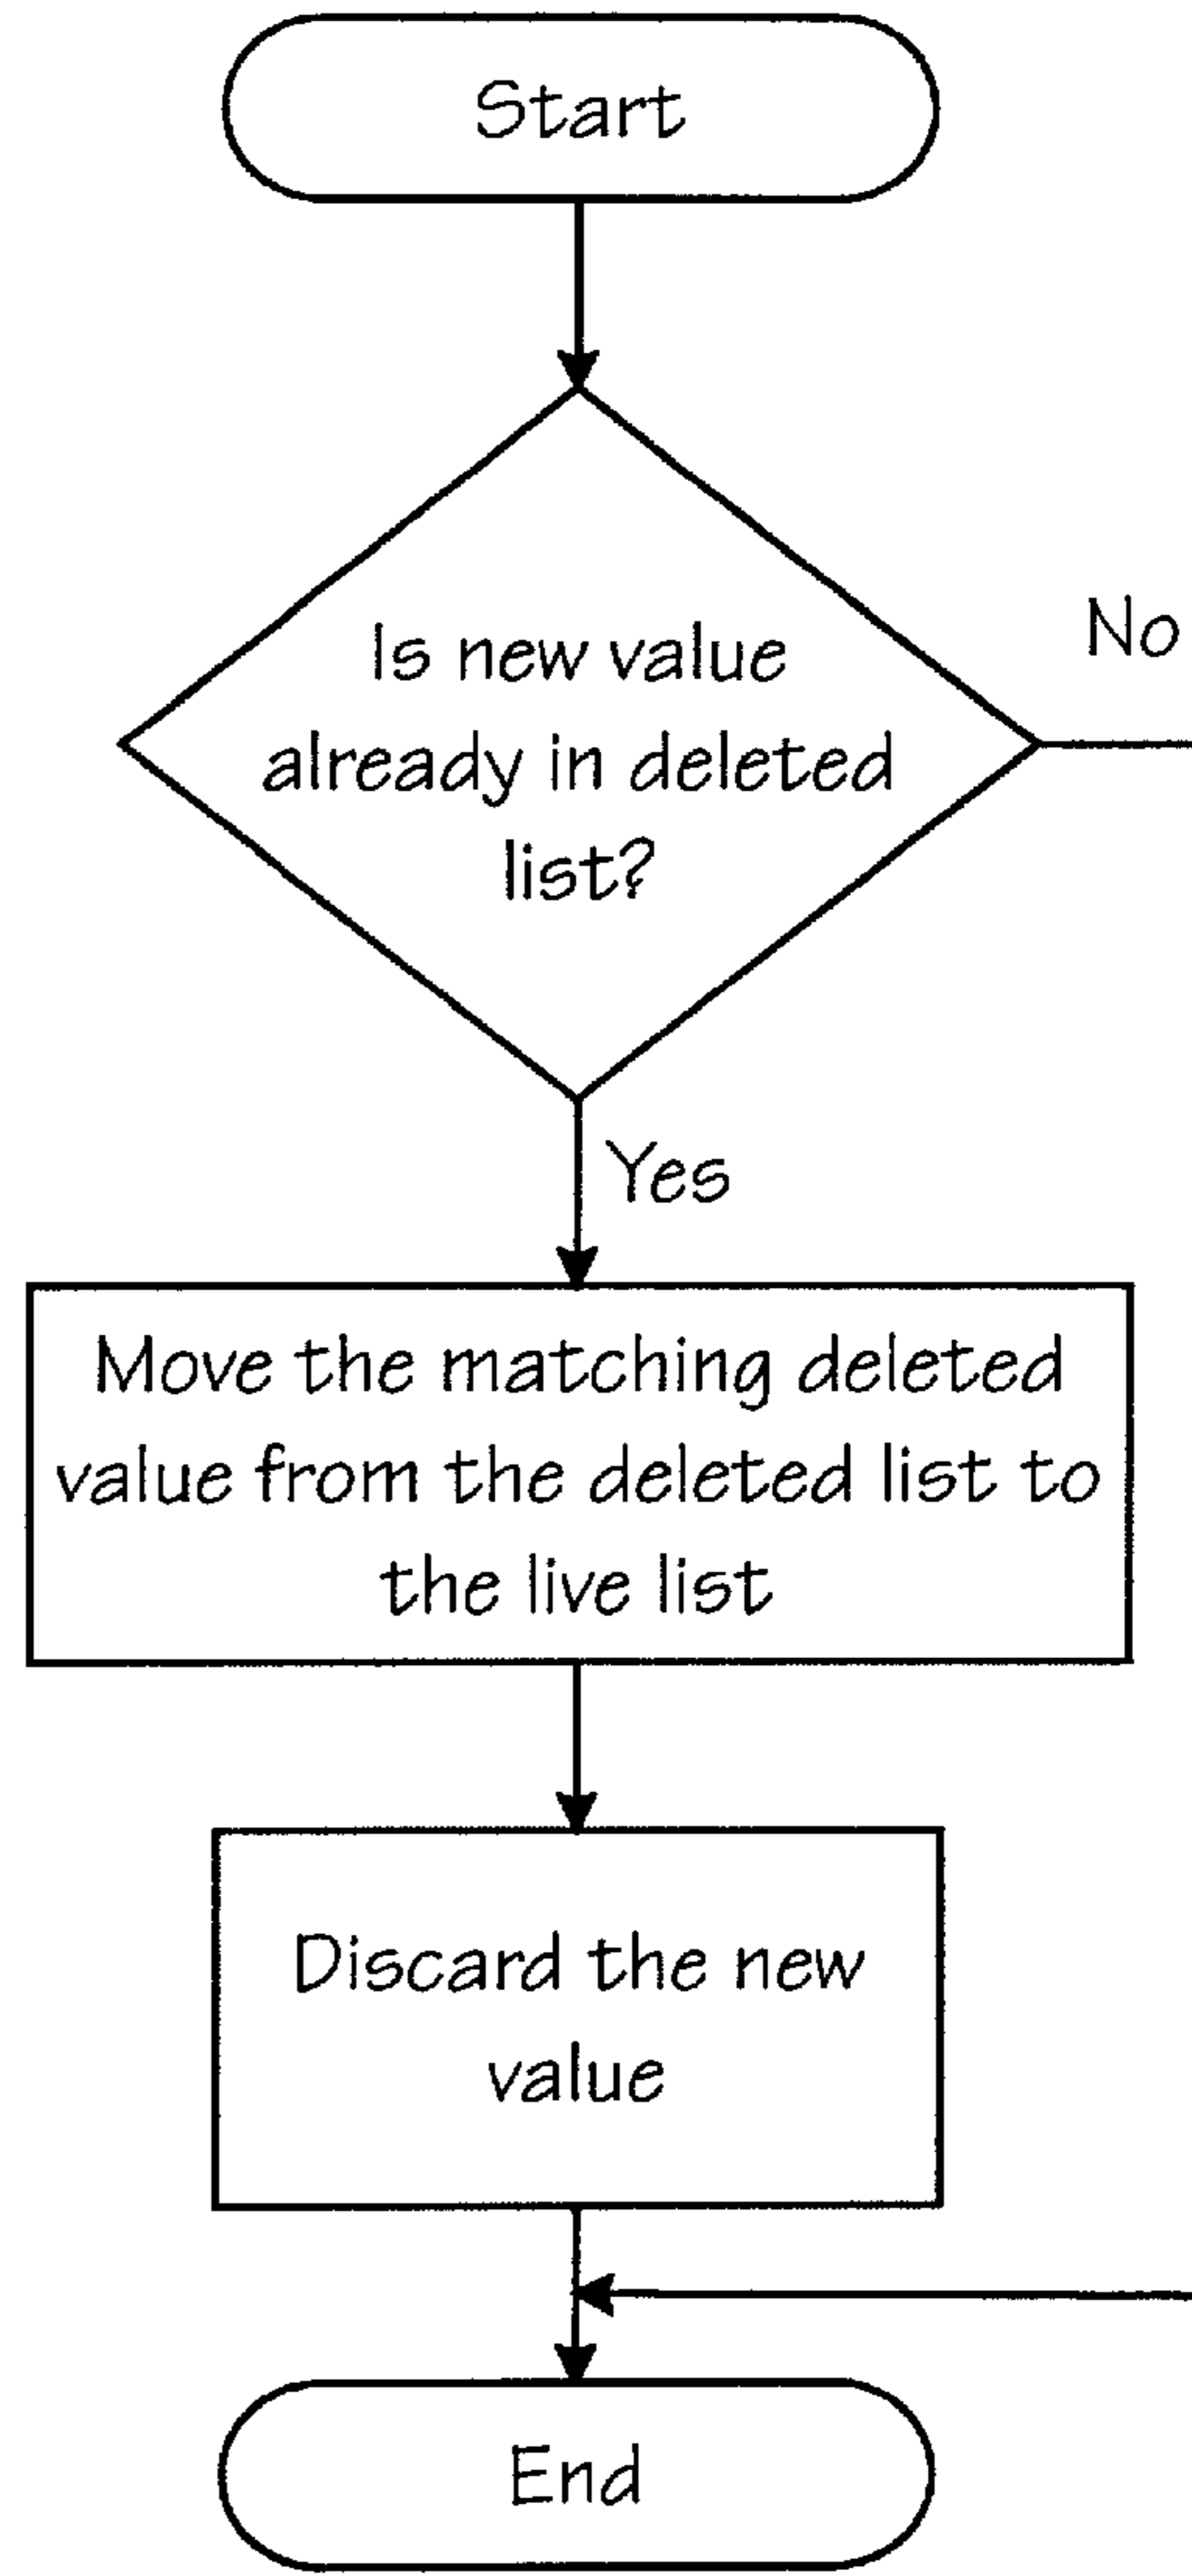 Start
Is new value
already in deleted
list?
No
Yes
Move the matching deleted
value from the deleted list to
the live list
Discard the new
value
End